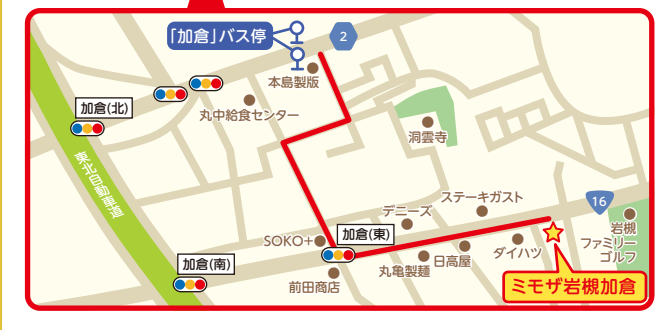 「加倉」バス停
2
本島製版
加倉(北)
丸中給食センター
洞雲寺
東北自動車道
ステーキガスト
デニーズ
16
加倉(東)
SOKO+
岩槻
ファミリー
ゴルフ
加倉(南)
日高屋
ダイハツ
丸亀製麺
前田商店
ミモザ岩槻加倉